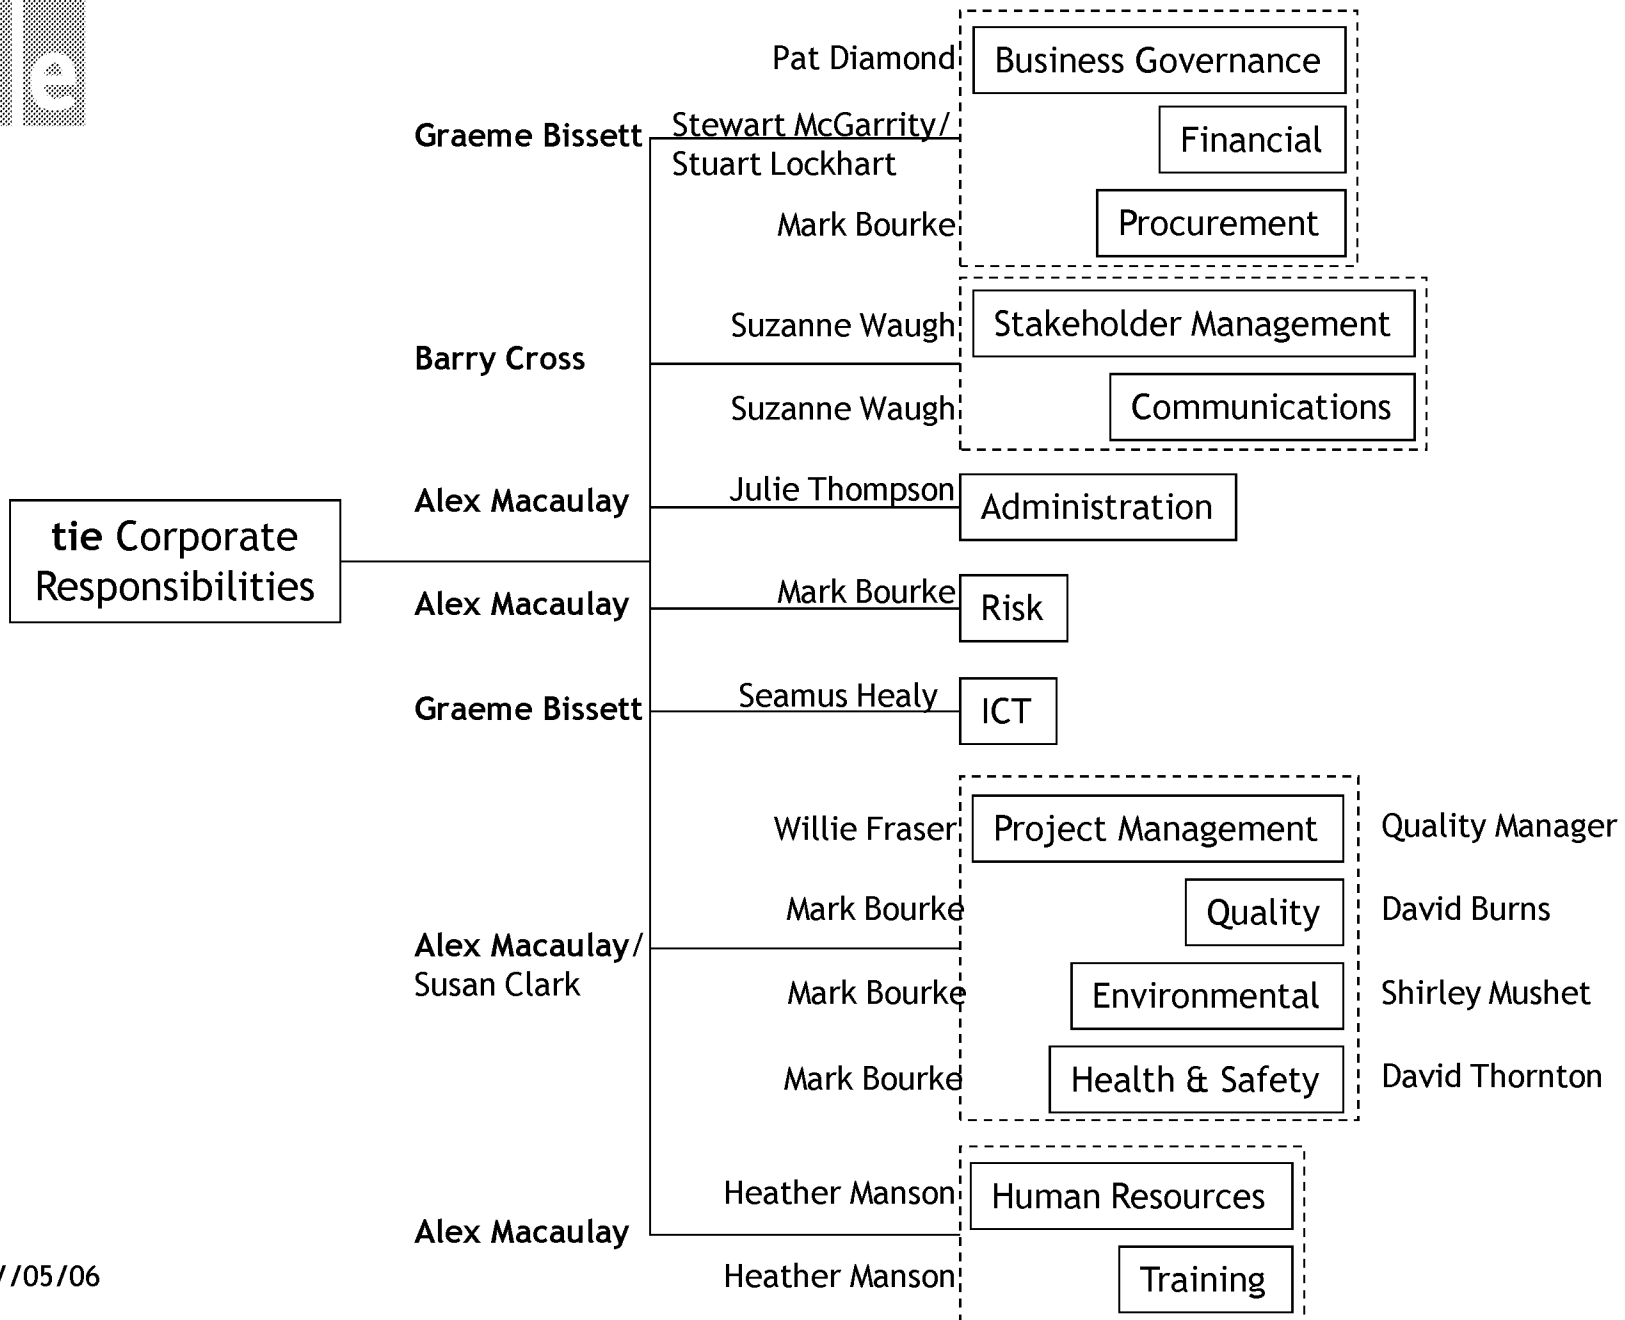 e
Pat Diamond Business Governance
Graeme Bissett Stewart McGarrity/ Financial
Stuart Lockhart
Mark Bourke Procurement
Suzanne Waugh Stakeholder Management
Barry Cross
Suzanne Waugh Communications
Alex Macaulay Julie Thompson Administration
tie Corporate
Responsibilities
Alex Macaulay Mark Bourke Risk
Graeme Bissett Seamus Healy ICT
Willie Fraser Project Management Quality Manager
Mark Bourke Quality David Burns
Alex Macaulay/
Susan Clark
Mark Bourke Environmental Shirley Mushet
Mark Bourke Health & Safety David Thornton
Heather Manson Human Resources
Alex Macaulay
Heather Manson Training
/05/06